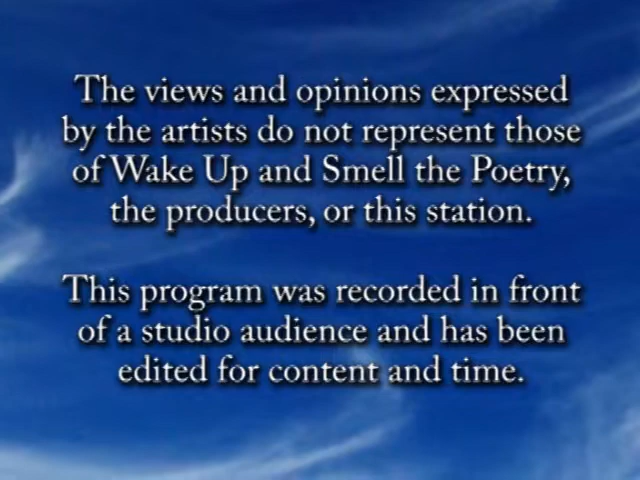 The views and opinions expressed
by the artists do not represent those
of Wake Up and Smell the Poetry,
the producers, or this station.
This program was recorded in front
of a studio audience and has been
edited for content and time.